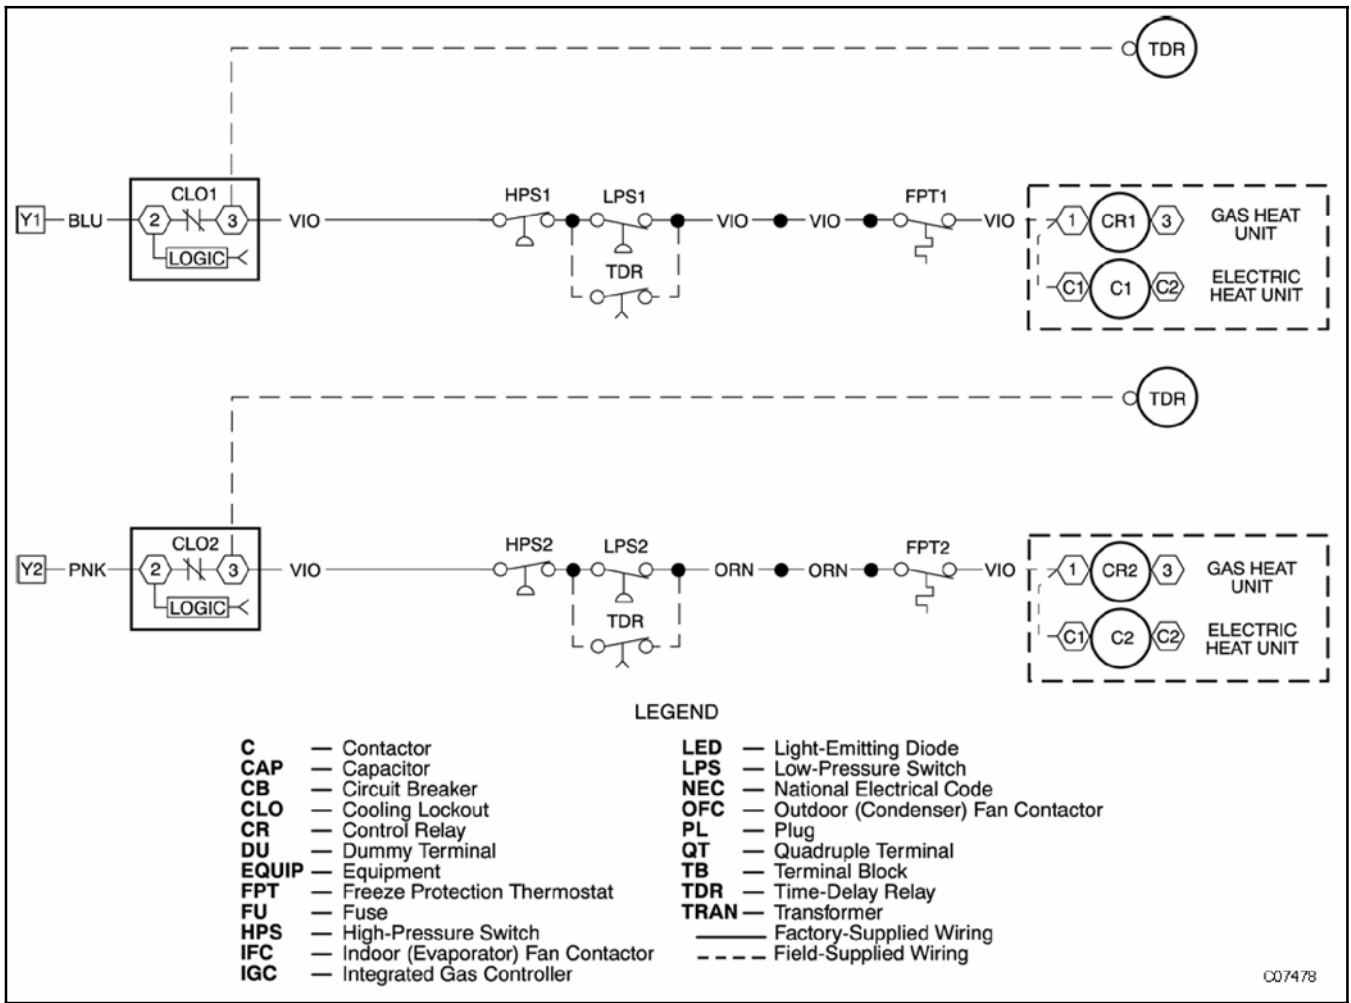 TDR
Y1 BLU 2 CLO1 3 VIO HPS1 LPS1 VIO VIO FPT1 VIO 1 CR1 3 GAS HEAT UNIT
LOGIC
TDR
C1 C1 C2 ELECTRIC HEAT UNIT
TDR
Y2 PNK 2 CLO2 3 VIO HPS2 LPS2 ORN ORN FPT2 VIO 1 CR2 3 GAS HEAT UNIT
LOGIC
TDR
C1 C2 C2 ELECTRIC HEAT UNIT
LEGEND
C — Contactor
CAP — Capacitor
CB — Circuit Breaker
CLO — Cooling Lockout
CR — Control Relay
DU — Dummy Terminal
EQUIP — Equipment
FPT — Freeze Protection Thermostat
FU — Fuse
HPS — High-Pressure Switch
IFC — Indoor (Evaporator) Fan Contactor
IGC — Integrated Gas Controller
LED — Light-Emitting Diode
LPS — Low-Pressure Switch
NEC — National Electrical Code
OFC — Outdoor (Condenser) Fan Contactor
PL — Plug
QT — Quadruple Terminal
TB — Terminal Block
TDR — Time-Delay Relay
TRAN — Transformer
Factory-Supplied Wiring
Field-Supplied Wiring
C07478